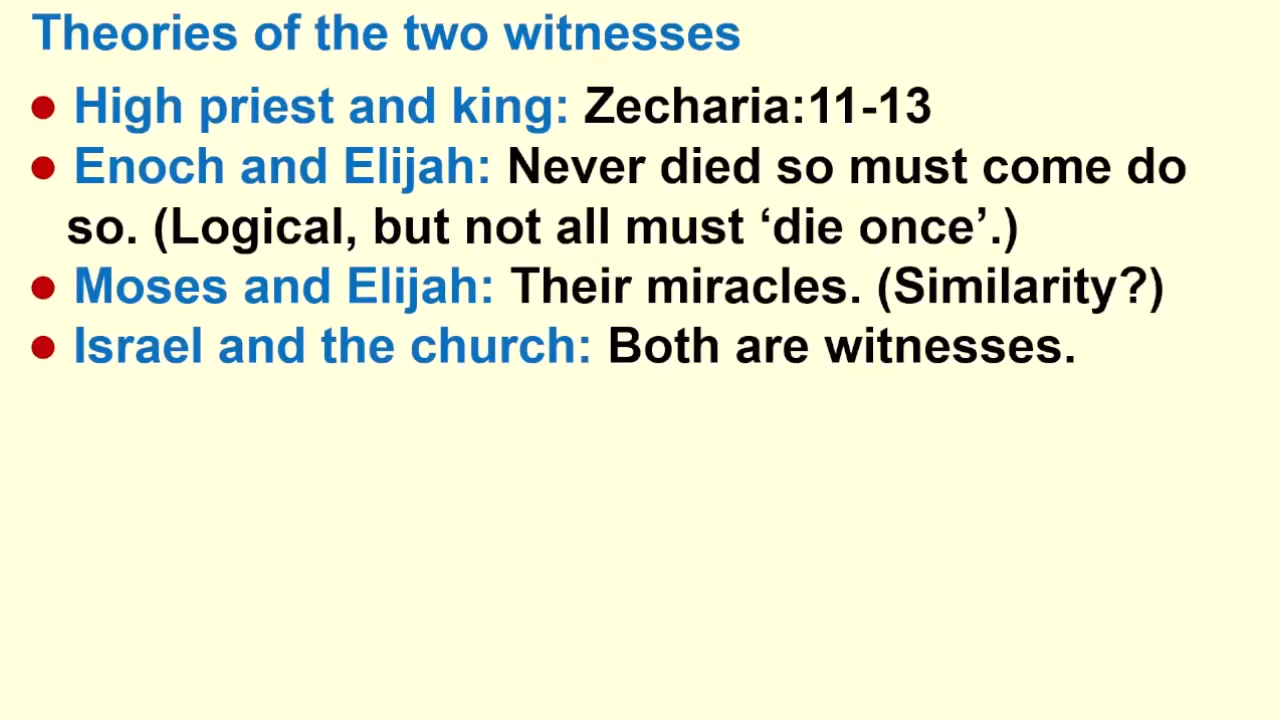 Theories of the two witnesses
● High priest and king: Zecharia:11-13
● Enoch and Elijah: Never died so must come do
so. (Logical, but not all must ‘die once’.)
● Moses and Elijah: Their miracles. (Similarity?)
● Israel and the church: Both are witnesses.